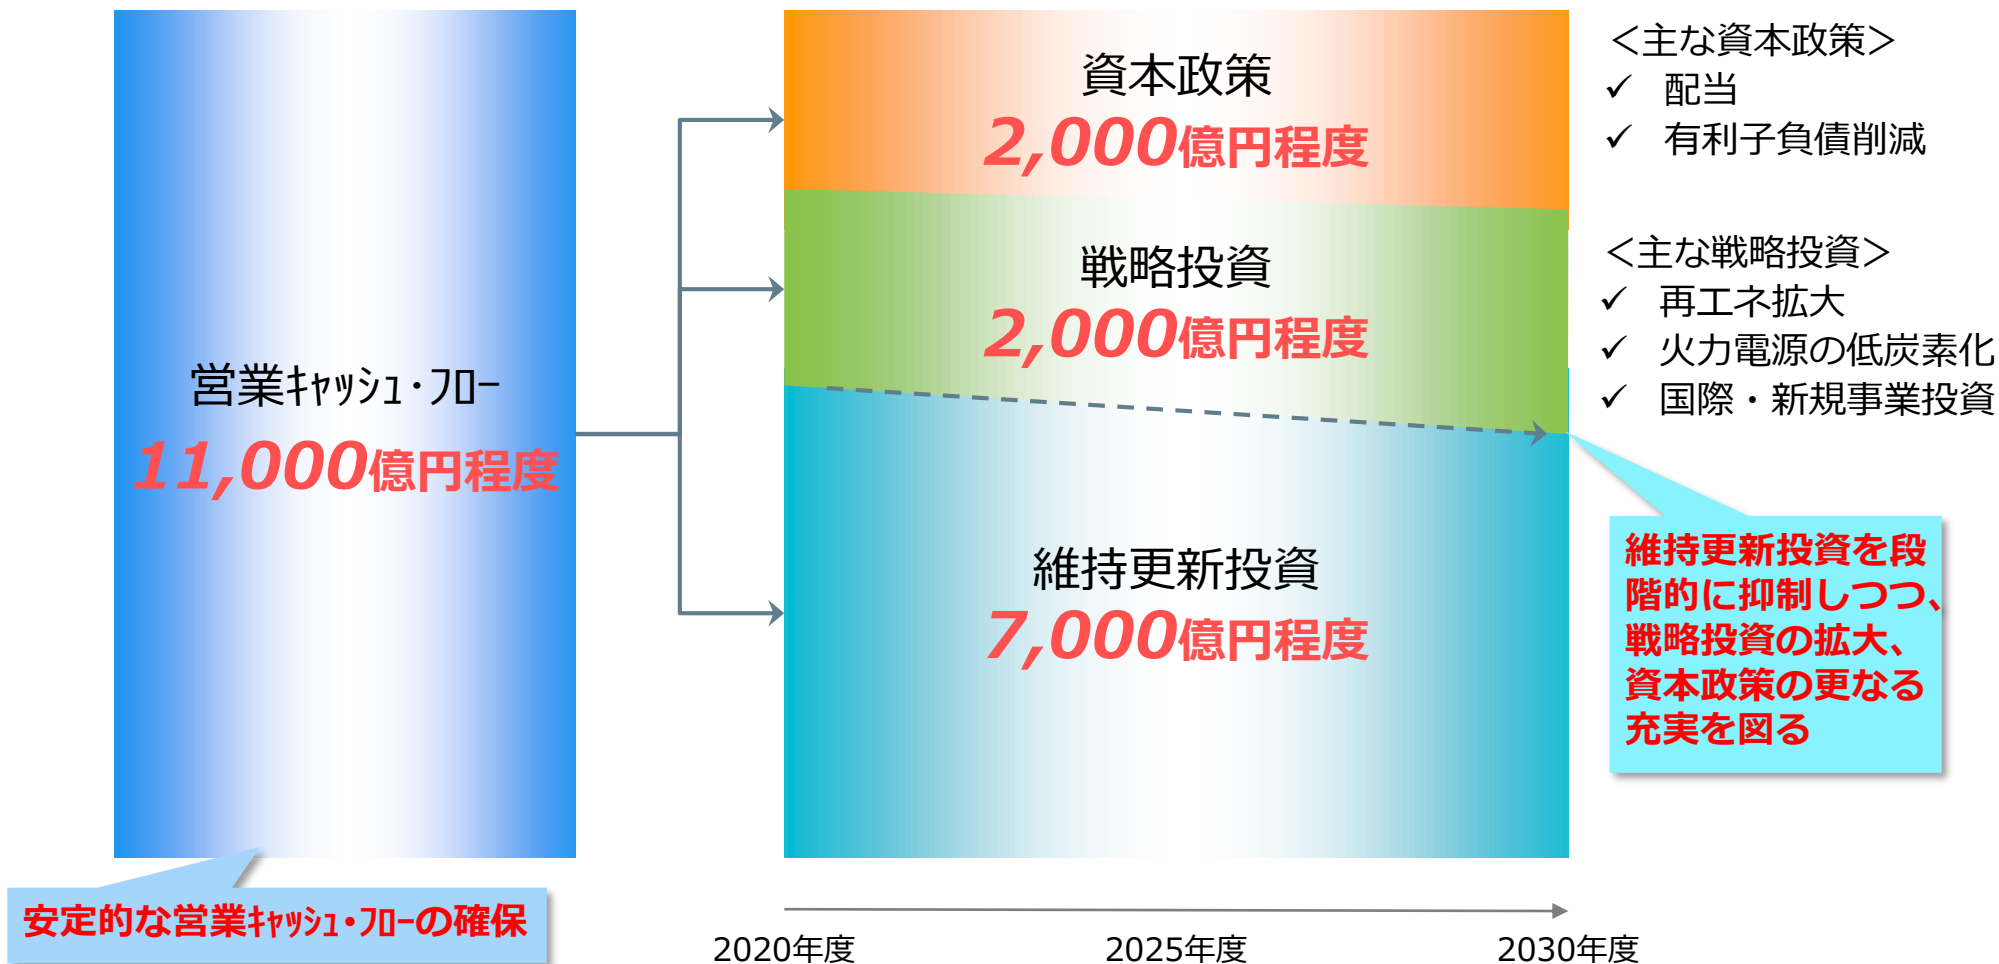 営業ｷｬｯｼｭ・ﾌﾛｰ
11,000億円程度
安定的な営業ｷｬｯｼｭ・ﾌﾛｰの確保
資本政策
2,000億円程度
戦略投資
2,000億円程度
維持更新投資
7,000億円程度
2020年度
2025年度
2030年度
＜主な資本政策＞
✓ 配当
✓ 有利子負債削減
＜主な戦略投資＞
✓ 再エネ拡大
✓ 火力電源の低炭素化
✓ 国際・新規事業投資
維持更新投資を段
階的に抑制しつつ、
戦略投資の拡大、
資本政策の更なる
充実を図る